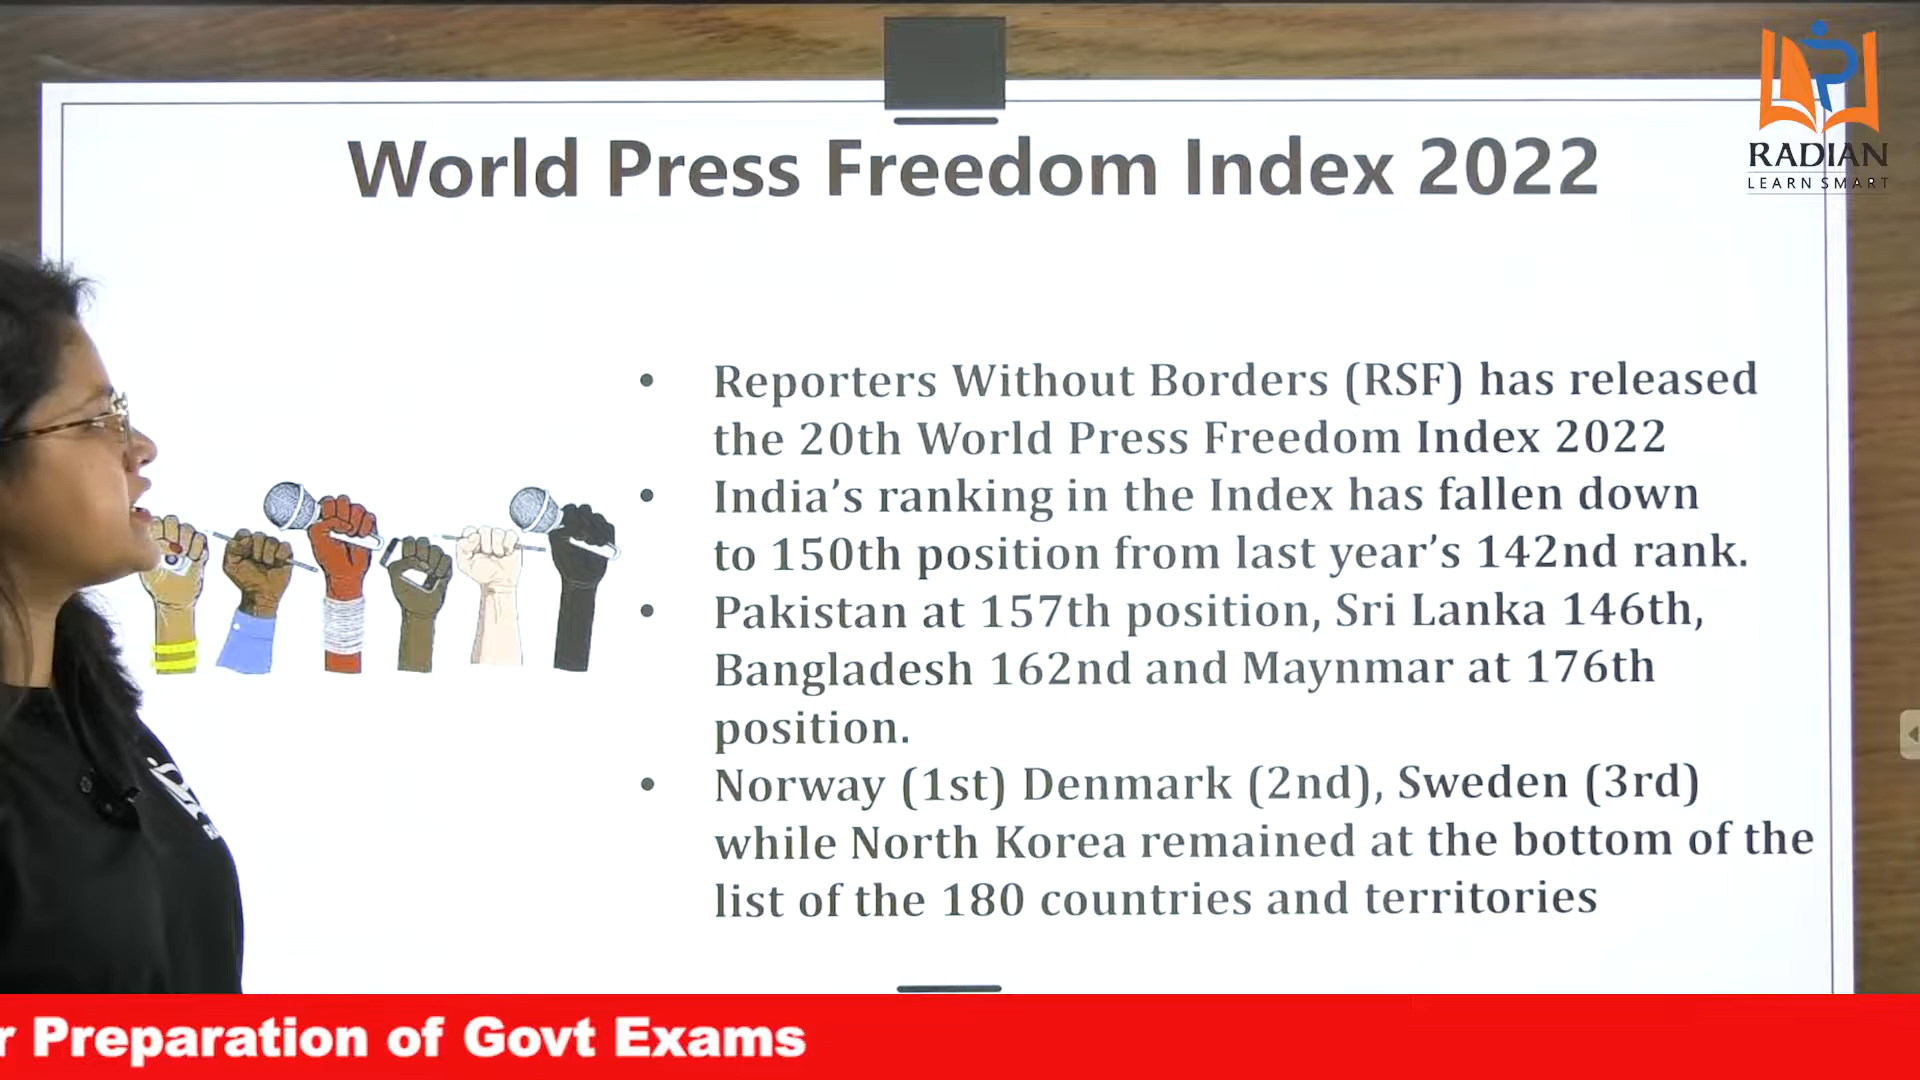 World Press Freedom Index 2022
RADIAN
LEARN SMART
• Reporters Without Borders (RSF) has released
the 20th World Press Freedom Index 2022
• India’s ranking in the Index has fallen down
to 150th position from last year’s 142nd rank.
• Pakistan at 157th position, Sri Lanka 146th,
Bangladesh 162nd and Maynmar at 176th
position.
• Norway (1st) Denmark (2nd), Sweden (3rd)
while North Korea remained at the bottom of the
list of the 180 countries and territories
r Preparation of Govt Exams